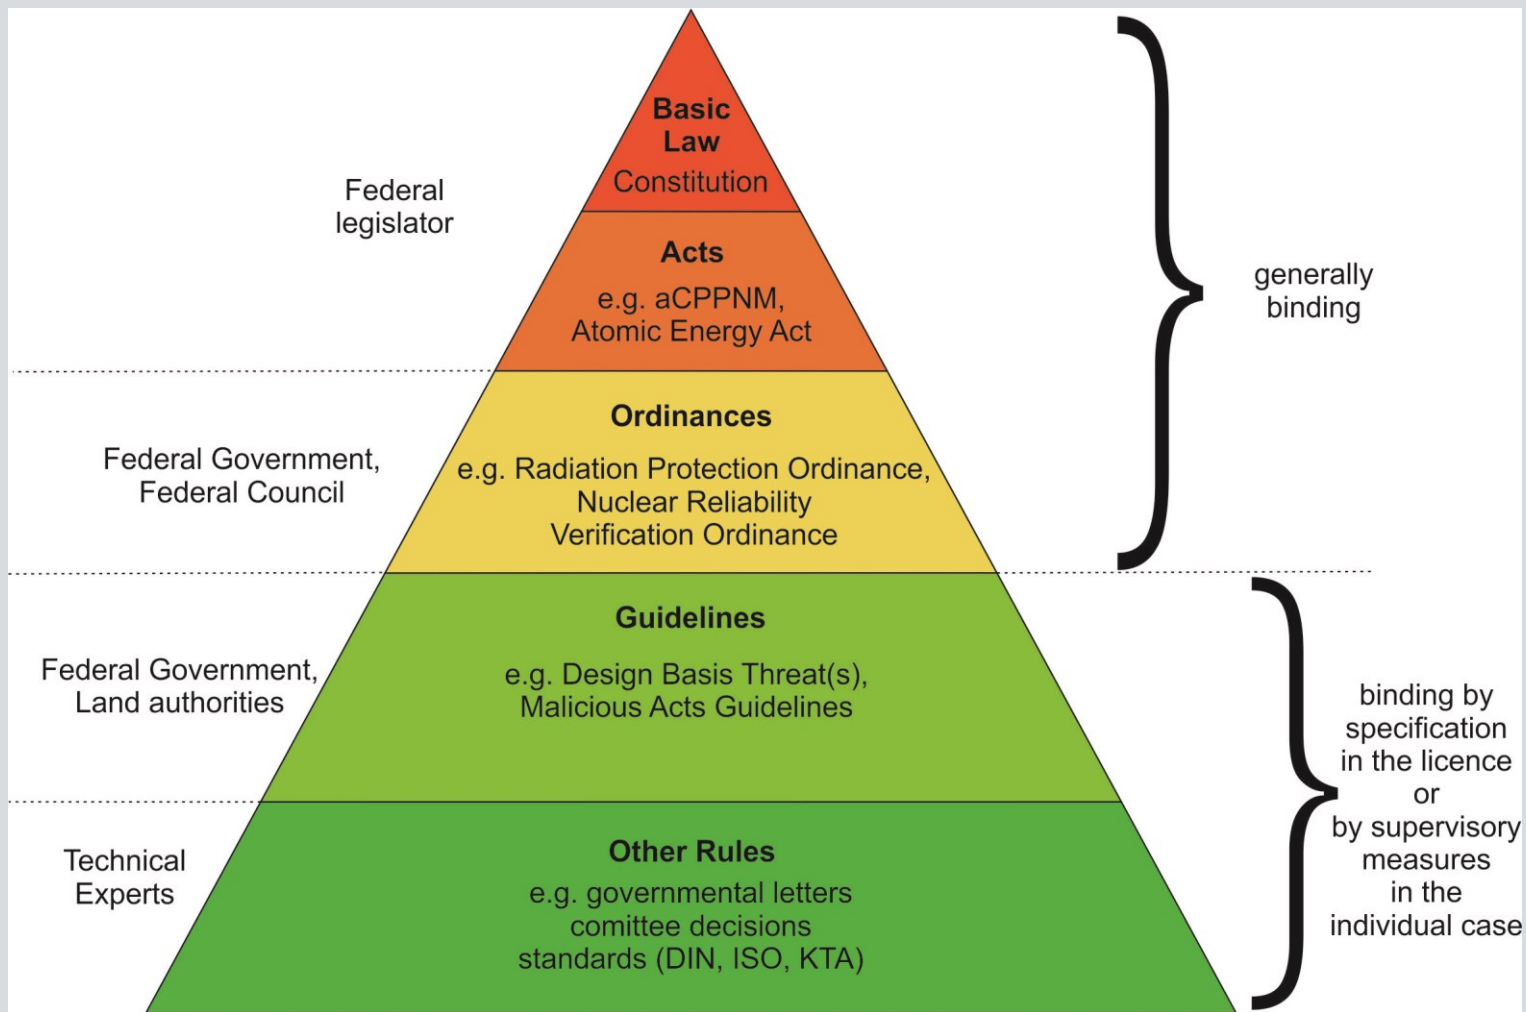 Basic
Law
Constitution
Federal
legislator
Acts
e.g. aCPPNM,
Atomic Energy Act
generally
binding
Ordinances
e.g. Radiation Protection Ordinance,
Nuclear Reliability
Verification Ordinance
Federal Government,
Federal Council
Guidelines
e.g. Design Basis Threat(s),
Malicious Acts Guidelines
Federal Government,
Land authorities
binding by
specification
in the licence
or
by supervisory
measures
in the
individual case
Other Rules
e.g. governmental letters
comittee decisions
standards (DIN, ISO, KTA)
Technical
Experts